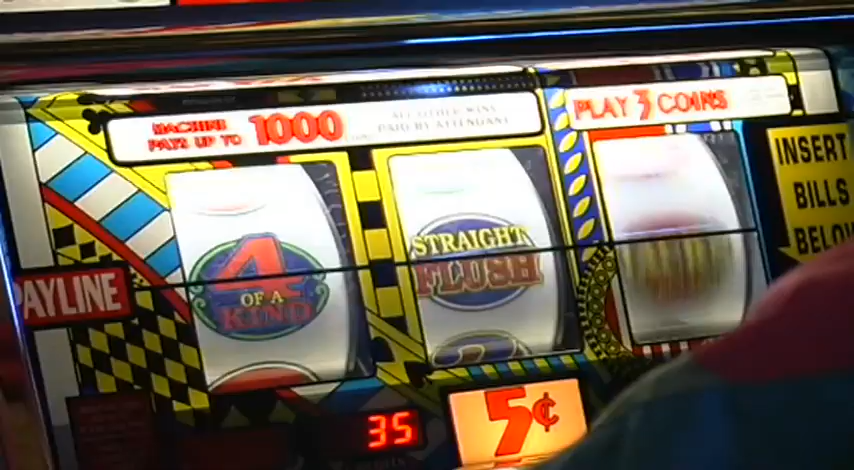 MACHINE
PAYS UP TO 1000
ALL OTHER WINS
PAID BY ATTENDANT
PLAY 3 COINS
INSERT
BILLS
BELOW
PAYLINE
4
OF A
KIND
STRAIGHT
FLUSH
35
5¢